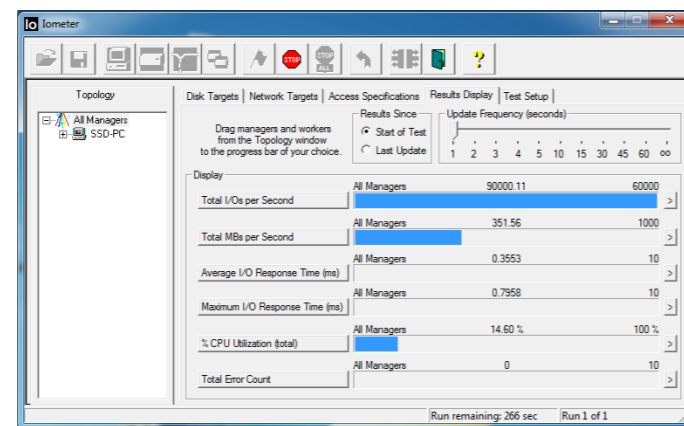 Io Iometer
STOP
STOP ALL
?
Topology
All Managers
SSD-PC
Disk Targets Network Targets Access Specifications Results Display Test Setup
Drag managers and workers
from the Topology window
to the progress bar of your choice.
Results Since
Start of Test
Last Update
Update Frequency (seconds)
1 2 3 4 5 10 15 30 45 60 oo
Display
All Managers 90000.11 60000
Total I/Os per Second >
All Managers 351.56 1000
Total MBs per Second >
All Managers 0.3553 10
Average I/O Response Time (ms) >
All Managers 0.7958 10
Maximum I/O Response Time (ms) >
All Managers 14.60 % 100 %
% CPU Utilization (total) >
All Managers 0 10
Total Error Count >
Run remaining: 266 sec Run 1 of 1